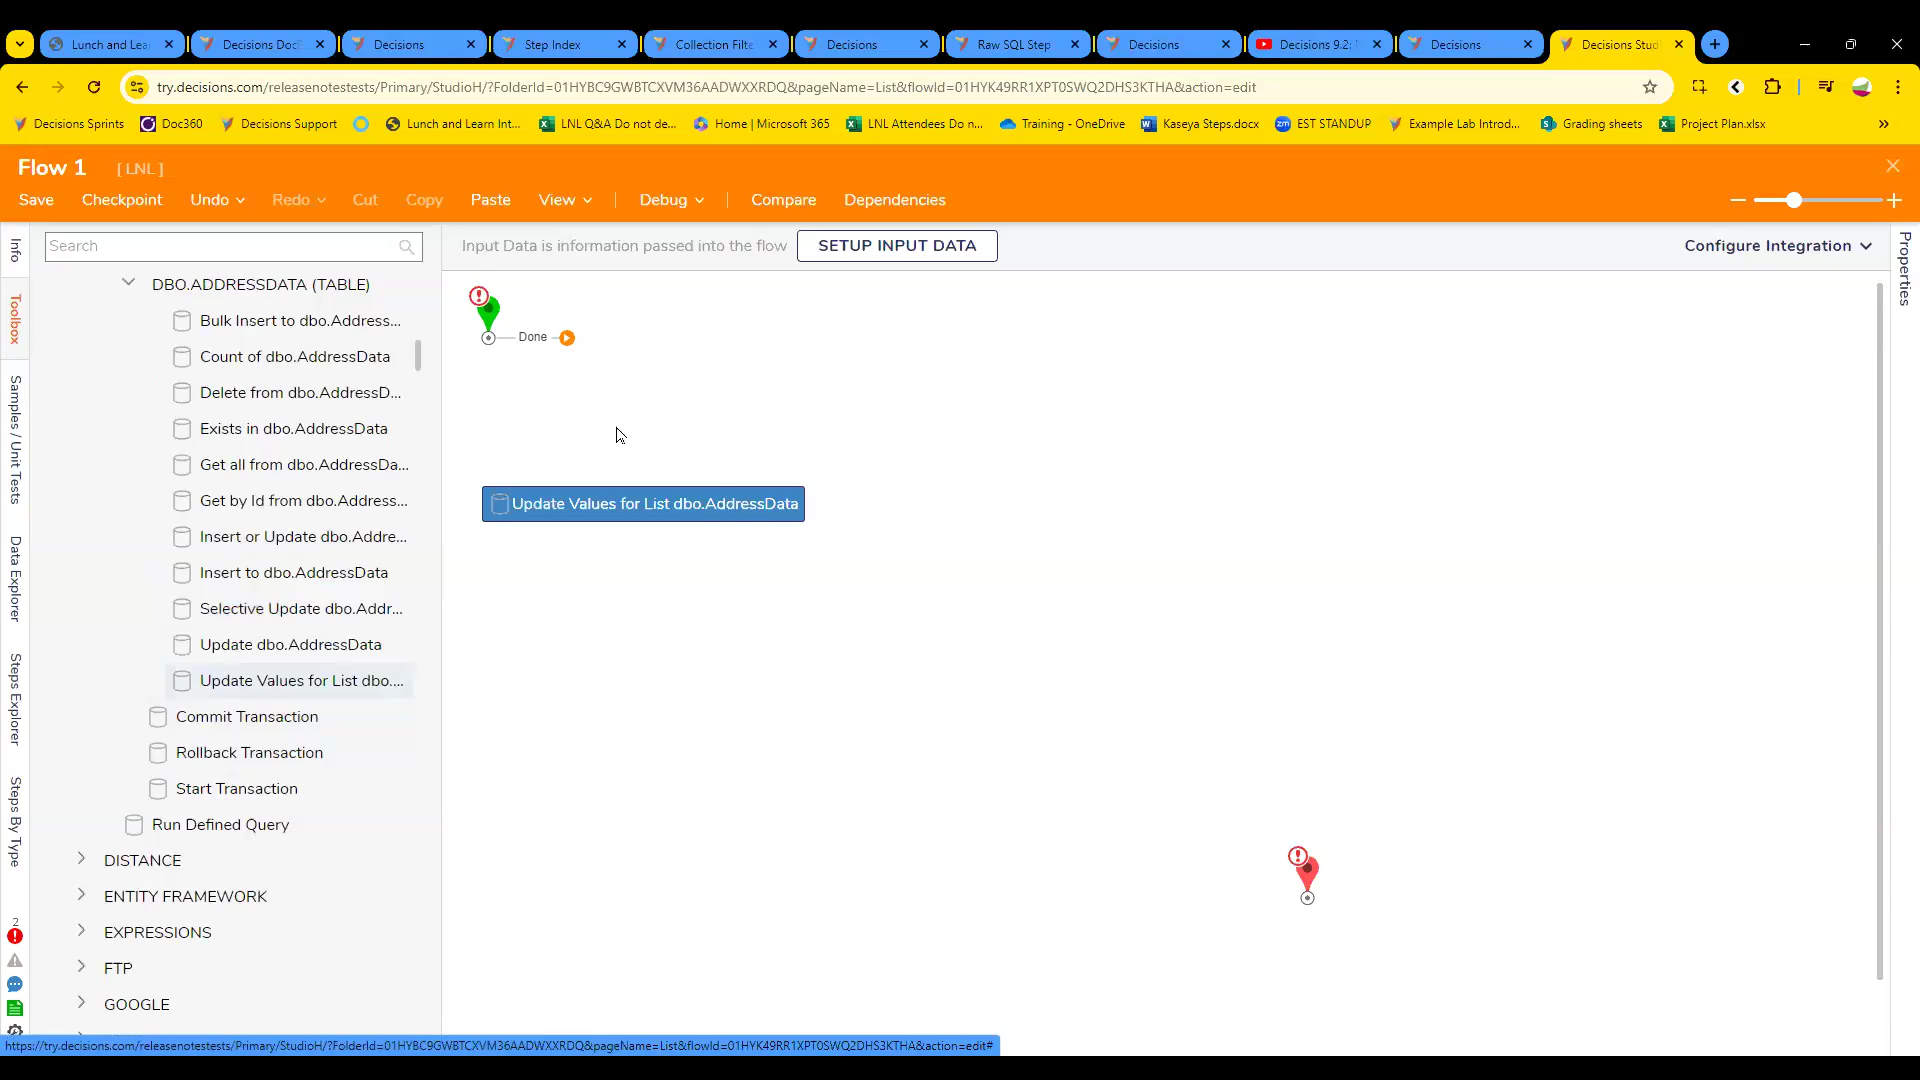 Lunch and Lea
Decisions Doc
Decisions
Step Index
Collection Filte
Decisions
Raw SQL Step
Decisions
Decisions 9.2:
Decisions
Decisions Stud
try.decisions.com/releasenotestests/Primary/StudioH/?FolderId=01HYBC9GWBTCXVM36AADWXXRDQ&pageName=List&flowId=01HYK49RR1XPT0SWQ2DHS3KTHA&action=edit
Decisions Sprints
Doc360
Decisions Support
Lunch and Learn Int...
LNL Q&A Do not de...
Home | Microsoft 365
LNL Attendees Do n...
Training - OneDrive
Kaseya Steps.docx
zm
EST STANDUP
Example Lab Introd...
Grading sheets
Project Plan.xlsx
Flow 1 [ LNL ]
Save Checkpoint Undo Redo Cut Copy Paste View Debug Compare Dependencies
Info
Toolbox
Samples / Unit Tests
Data Explorer
Steps Explorer
Steps By Type
2
Search
DBO.ADDRESSDATA (TABLE)
Bulk Insert to dbo.Address...
Count of dbo.AddressData
Delete from dbo.AddressD...
Exists in dbo.AddressData
Get all from dbo.AddressDa...
Get by Id from dbo.Address...
Insert or Update dbo.Addre...
Insert to dbo.AddressData
Selective Update dbo.Addr...
Update dbo.AddressData
Update Values for List dbo....
Commit Transaction
Rollback Transaction
Start Transaction
Run Defined Query
DISTANCE
ENTITY FRAMEWORK
EXPRESSIONS
FTP
GOOGLE
Input Data is information passed into the flow SETUP INPUT DATA
Configure Integration
Properties
Done
Update Values for List dbo.AddressData
https://try.decisions.com/releasenotestests/Primary/StudioH/?FolderId=01HYBC9GWBTCXVM36AADWXXRDQ&pageName=List&flowId=01HYK49RR1XPT0SWQ2DHS3KTHA&action=edit#